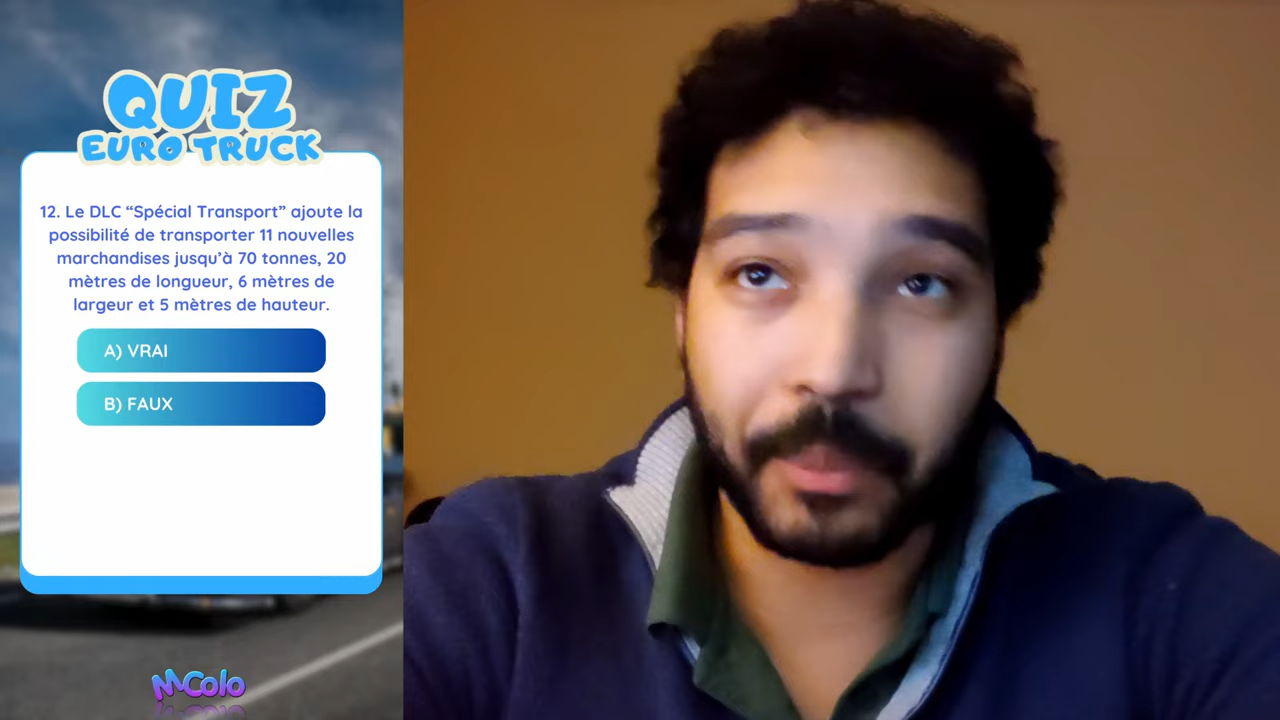 QUIZ
EURO TRUCK
12. Le DLC “Spécial Transport” ajoute la
possibilité de transporter 11 nouvelles
marchandises jusqu’à 70 tonnes, 20
mètres de longueur, 6 mètres de
largeur et 5 mètres de hauteur.
A) VRAI
B) FAUX
McColo